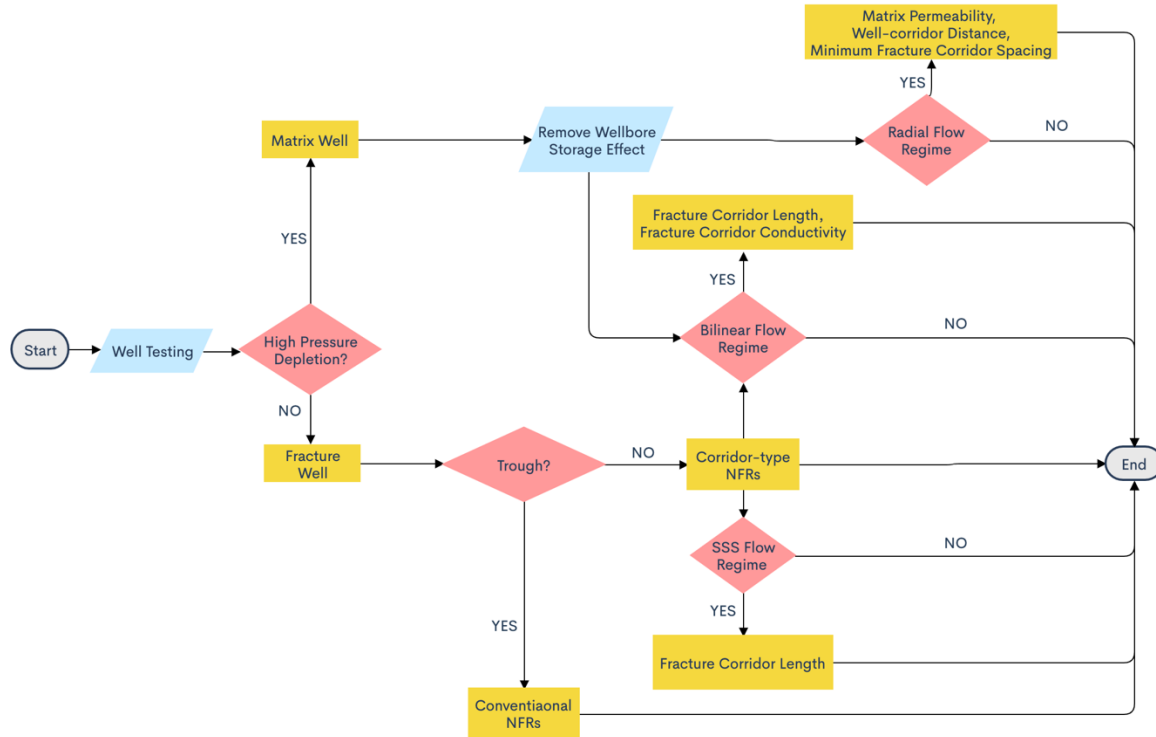 Matrix Permeability,
Well-corridor Distance,
Minimum Fracture Corridor Spacing
YES
Matrix Well
Remove Wellbore
Storage Effect
Radial Flow
Regime
NO
Fracture Corridor Length,
Fracture Corridor Conductivity
YES
YES
Start
Well Testing
High Pressure
Depletion?
Bilinear Flow
Regime
NO
NO
Fracture
Well
Trough?
NO
Corridor-type
NFRs
End
SSS Flow
Regime
NO
YES
YES
Fracture Corridor Length
Conventiaonal
NFRs